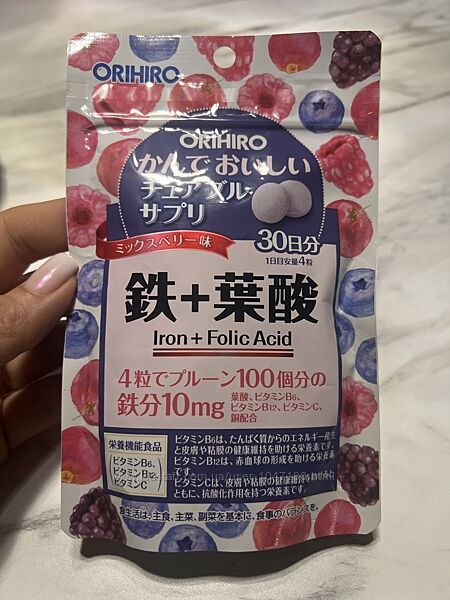 ORIHIRO
ORIHIRO
かんでおいしい
チュアブル
サプリ
ミックスベリー味
30日分
1日目安量4粒
鉄+葉酸
Iron + Folic Acid
4粒でプルーン100個分の
鉄分10mg
葉酸、ビタミンB6、
ビタミンB12、ビタミンC、
銅配合
栄養機能食品
ビタミンB6、
ビタミンB12、
ビタミンC
ビタミンB6は、たんぱく質からのエネルギー産生
と皮膚や粘膜の健康維持を助ける栄養素です。
ビタミンB12は、赤血球の形成を助ける栄養素
です。
ビタミンCは、皮膚や粘膜の健康維持を助けると
ともに、抗酸化作用を持つ栄養素です。
食生活は、主食、主菜、副菜を基本に、食事のバランスを。